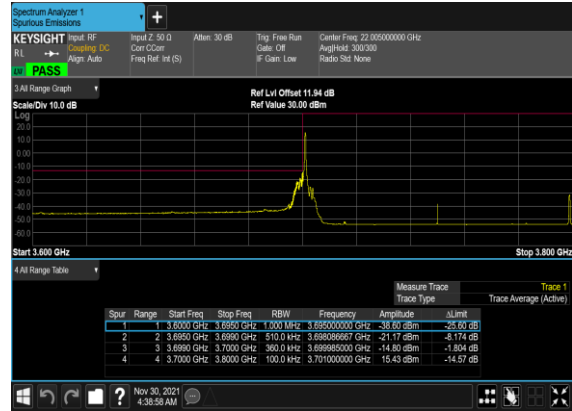 Spectrum Analyzer 1
Spurious Emissions
KEYSIGHT Input: RF Input Z: 50 Ω Atten: 30 dB Trig: Free Run Center Freq: 22.005000000 GHz
RL Coupling: DC Corr CCorr Gate: Off Avg|Hold: 300/300
Align: Auto Freq Ref: Int (S) IF Gain: Low Radio Std: None
LM PASS
3 All Range Graph
Ref Lvl Offset 11.94 dB
Scale/Div 10.0 dB Ref Value 30.00 dBm
Log
20.0
10.0
0.00
-10.0
-20.0
-30.0
-40.0
-50.0
-60.0
Start 3.600 GHz Stop 3.800 GHz
4 All Range Table
Measure Trace Trace 1
Trace Type Trace Average (Active)
Spur Range Start Freq Stop Freq RBW Frequency Amplitude ΔLimit
1 1 3.6000 GHz 3.6950 GHz 1.000 MHz 3.695000000 GHz -38.60 dBm -25.60 dB
2 2 3.6950 GHz 3.6990 GHz 510.0 kHz 3.698086667 GHz -21.17 dBm -8.174 dB
3 3 3.6990 GHz 3.7000 GHz 360.0 kHz 3.699985000 GHz -14.80 dBm -1.804 dB
4 4 3.7000 GHz 3.8000 GHz 100.0 kHz 3.701000000 GHz 15.43 dBm -14.57 dB
Nov 30, 2021
4:38:58 AM